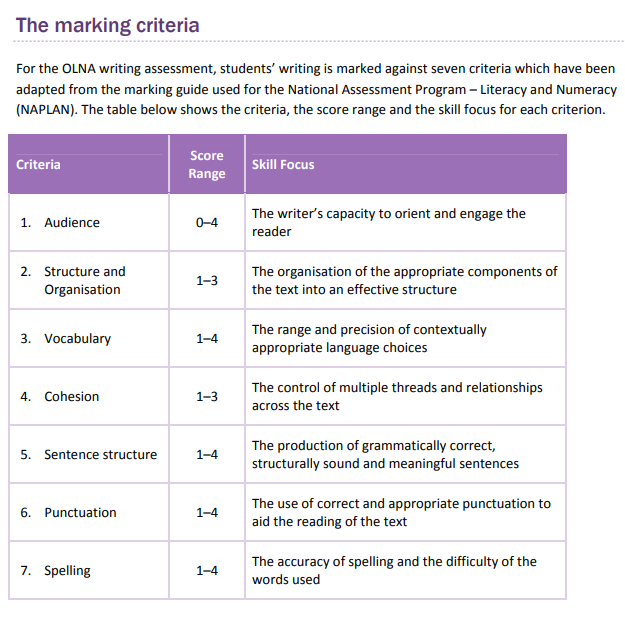 The marking criteria
For the OLNA writing assessment, students’ writing is marked against seven criteria which have been
adapted from the marking guide used for the National Assessment Program – Literacy and Numeracy
(NAPLAN). The table below shows the criteria, the score range and the skill focus for each criterion.
Criteria
Score
Range
Skill Focus
1. Audience
0–4
The writer’s capacity to orient and engage the
reader
2. Structure and
Organisation
1–3
The organisation of the appropriate components of
the text into an effective structure
3. Vocabulary
1–4
The range and precision of contextually
appropriate language choices
4. Cohesion
1–3
The control of multiple threads and relationships
across the text
5. Sentence structure
1–4
The production of grammatically correct,
structurally sound and meaningful sentences
6. Punctuation
1–4
The use of correct and appropriate punctuation to
aid the reading of the text
7. Spelling
1–4
The accuracy of spelling and the difficulty of the
words used